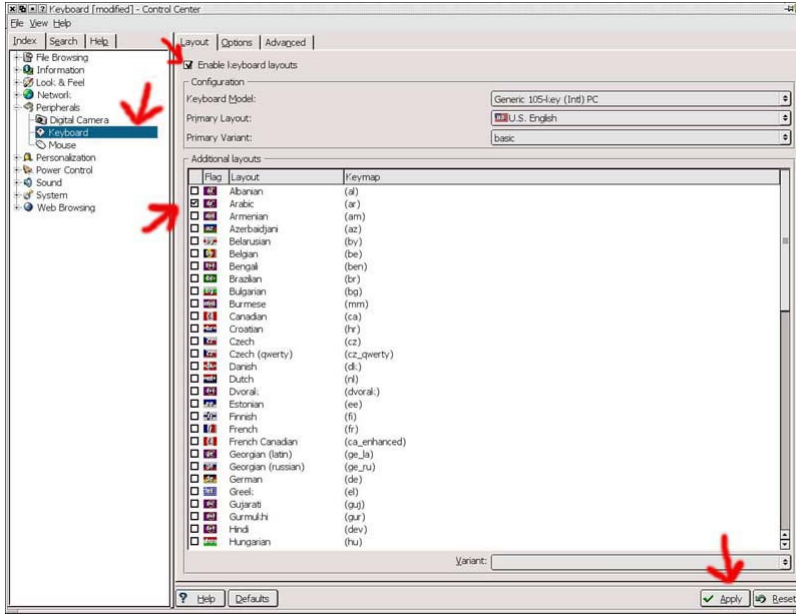 Keyboard [modified] - Control Center
File View Help
Index Search Help
File Browsing
Information
Look & Feel
Network
Peripherals
Digital Camera
Keyboard
Mouse
Personalization
Power Control
Sound
System
Web Browsing
Layout Options Advanced
Enable keyboard layouts
Configuration
Keyboard Model: Generic 105-key (Intl) PC
Primary Layout: U.S. English
Primary Variant: basic
Additional layouts
Flag Layout Keymap
Albanian (al)
Arabic (ar)
Armenian (am)
Azerbaidjani (az)
Belarusian (by)
Belgian (be)
Bengali (ben)
Brazilian (br)
Bulgarian (bg)
Burmese (mm)
Canadian (ca)
Croatian (hr)
Czech (cz)
Czech (qwerty) (cz_qwerty)
Danish (dk)
Dutch (nl)
Dvorak (dvorak)
Estonian (ee)
Finnish (fi)
French (fr)
French Canadian (ca_enhanced)
Georgian (latin) (ge_la)
Georgian (russian) (ge_ru)
German (de)
Greek (el)
Gujarati (guj)
Gurmukhi (gur)
Hindi (dev)
Hungarian (hu)
Variant:
? Help Defaults Apply Reset